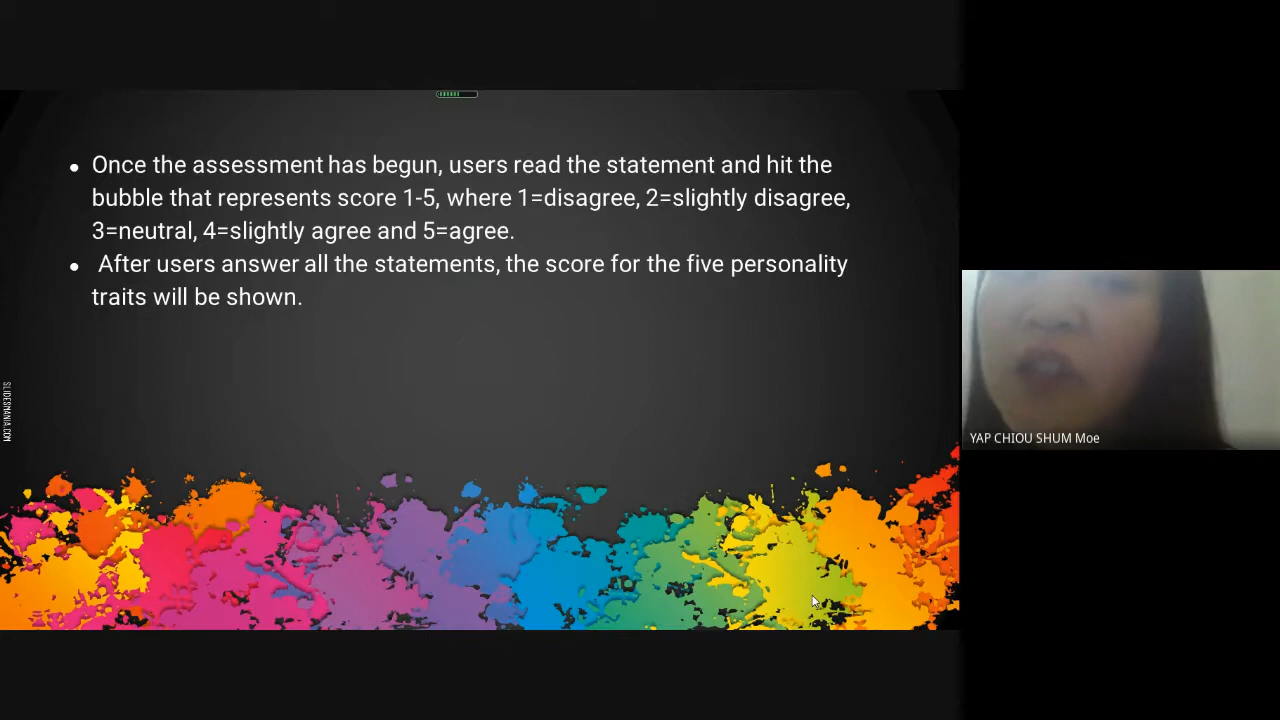 ● Once the assessment has begun, users read the statement and hit the
bubble that represents score 1-5, where 1=disagree, 2=slightly disagree,
3=neutral, 4=slightly agree and 5=agree.
● After users answer all the statements, the score for the five personality
traits will be shown.
SLIDESMANIA.COM
YAP CHIOU SHUM Moe